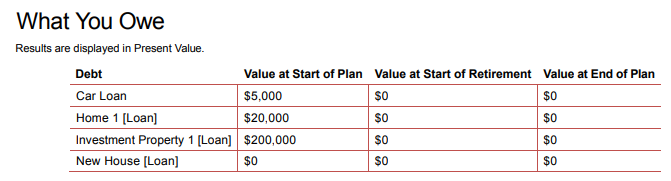 What You Owe
Results are displayed in Present Value.
Debt Value at Start of Plan Value at Start of Retirement Value at End of Plan
Car Loan $5,000 $0 $0
Home 1 [Loan] $20,000 $0 $0
Investment Property 1 [Loan] $200,000 $0 $0
New House [Loan] $0 $0 $0